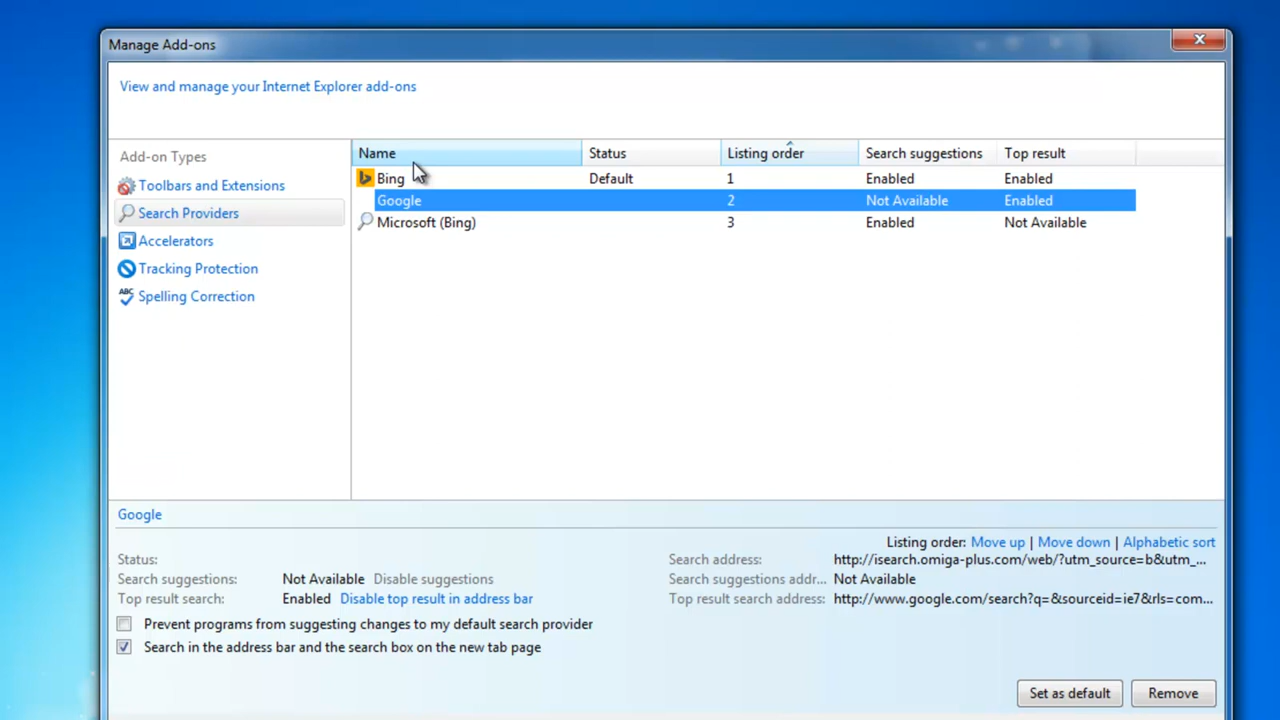 Manage Add-ons
View and manage your Internet Explorer add-ons
Add-on Types
Toolbars and Extensions
Search Providers
Accelerators
Tracking Protection
ABC Spelling Correction
Name Status Listing order Search suggestions Top result
Bing Default 1 Enabled Enabled
Google 2 Not Available Enabled
Microsoft (Bing) 3 Enabled Not Available
Google
Listing order: Move up | Move down | Alphabetic sort
Status: Search address: http://isearch.omiga-plus.com/web/?utm_source=b&utm_...
Search suggestions: Not Available Disable suggestions Search suggestions addr... Not Available
Top result search: Enabled Disable top result in address bar Top result search address: http://www.google.com/search?q=&sourceid=ie7&rls=com...
Prevent programs from suggesting changes to my default search provider
Search in the address bar and the search box on the new tab page
Set as default Remove